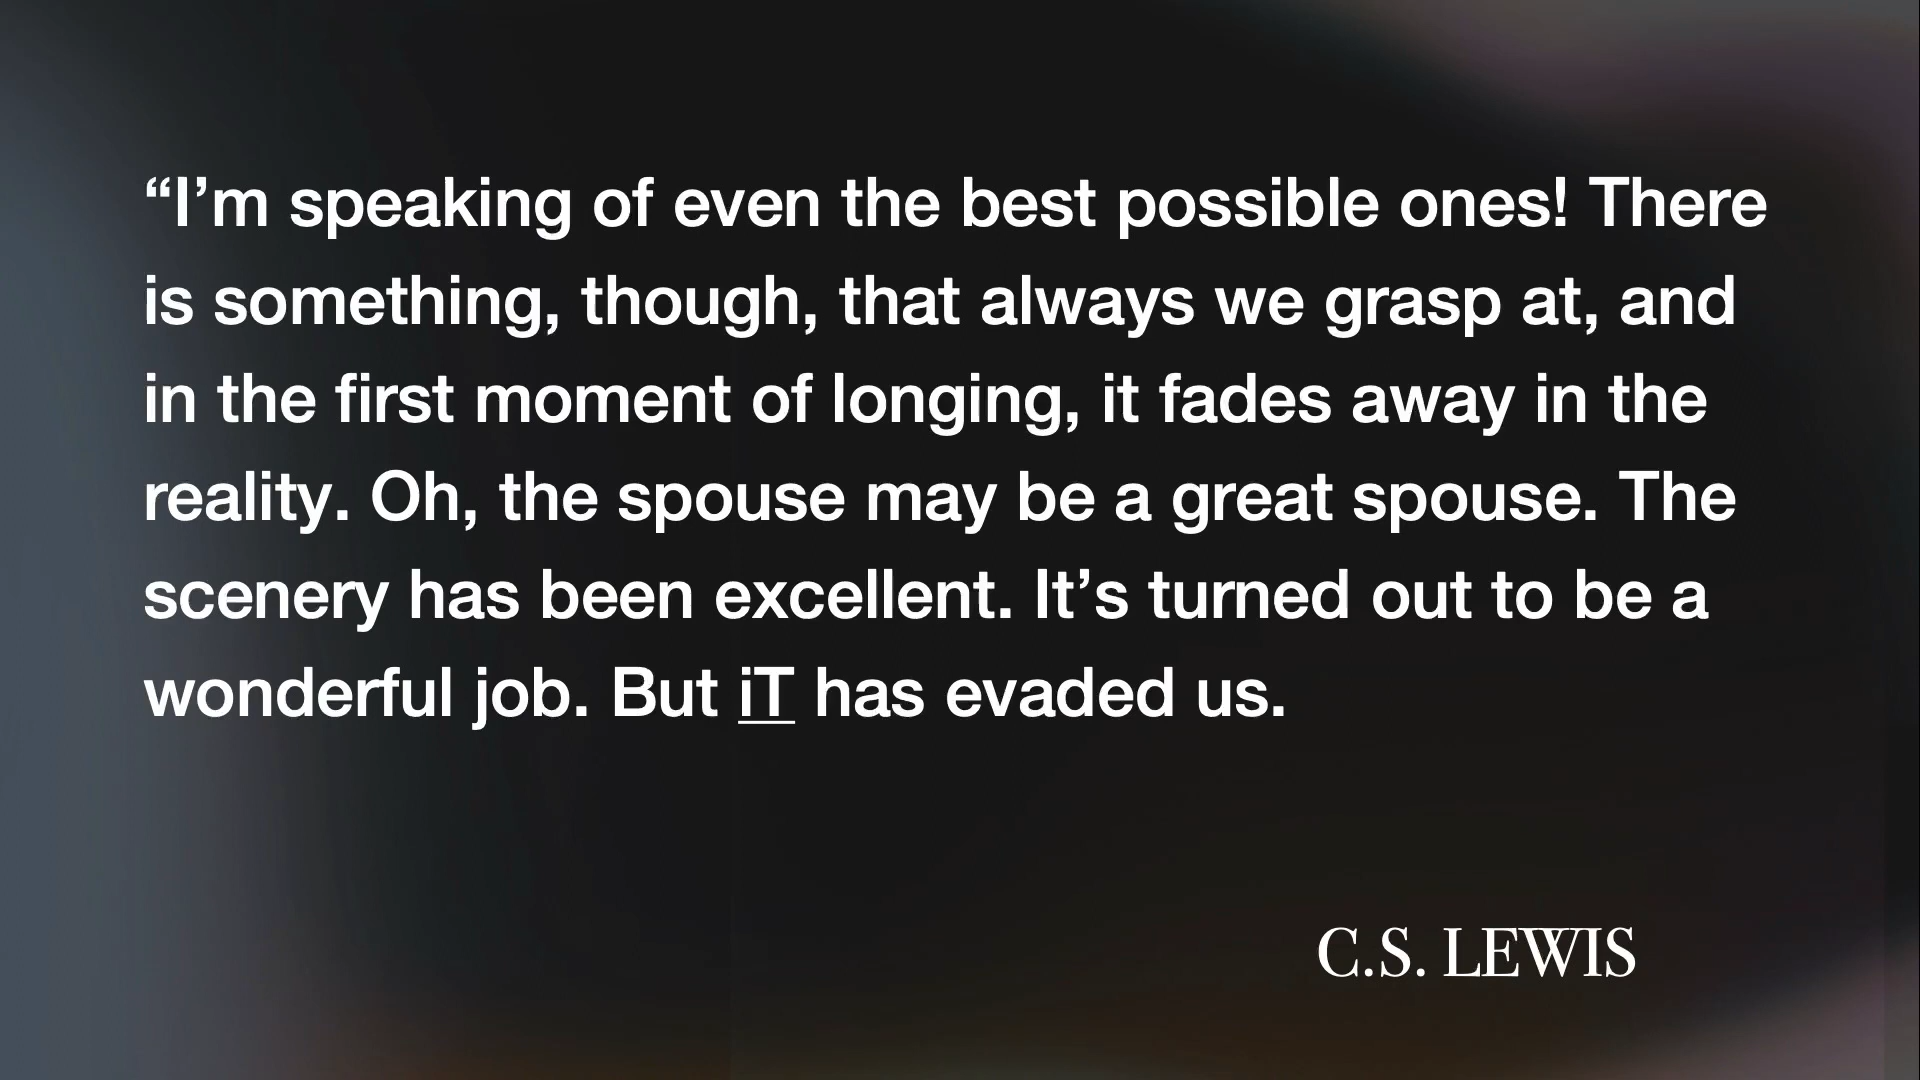 “I’m speaking of even the best possible ones! There
is something, though, that always we grasp at, and
in the first moment of longing, it fades away in the
reality. Oh, the spouse may be a great spouse. The
scenery has been excellent. It’s turned out to be a
wonderful job. But iT has evaded us.
C.S. LEWIS